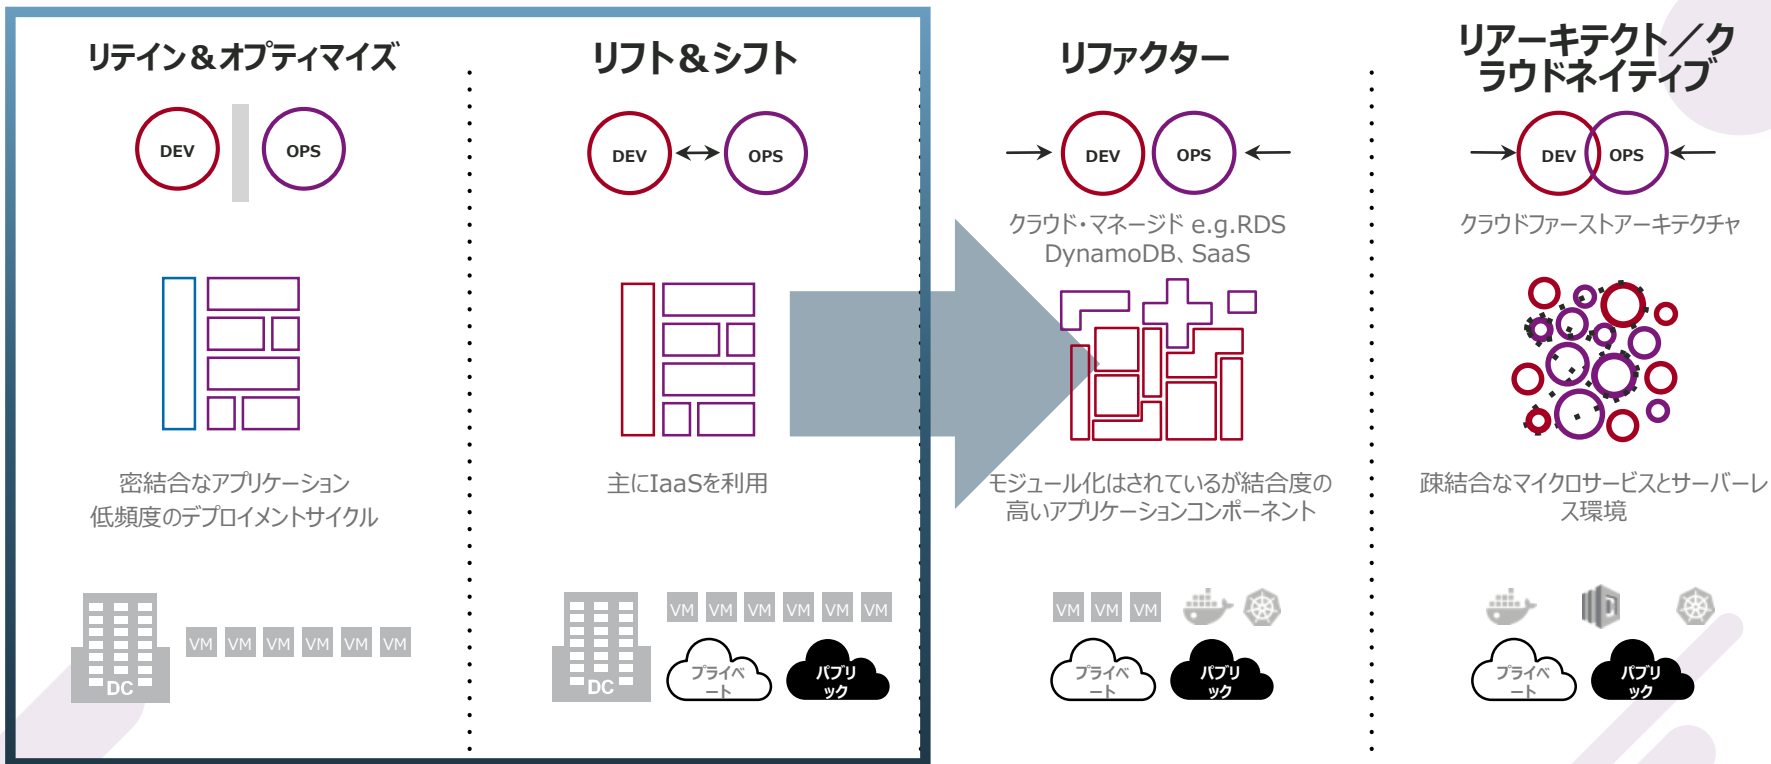 リテイン&オプティマイズ
DEV
OPS
密結合なアプリケーション
低頻度のデプロイメントサイクル
DC
VM VM VM VM VM VM
リフト&シフト
DEV
OPS
主にIaaSを利用
DC
VM VM VM VM VM VM
プライベ
ート
パブリ
ック
リファクター
DEV
OPS
クラウド・マネージド e.g.RDS
DynamoDB、SaaS
モジュール化はされているが結合度の
高いアプリケーションコンポーネント
VM VM VM
プライベ
ート
パブリ
ック
リアーキテクト／ク
ラウドネイティブ
DEV
OPS
クラウドファーストアーキテクチャ
疎結合なマイクロサービスとサーバーレ
ス環境
プライベ
ート
パブリ
ック